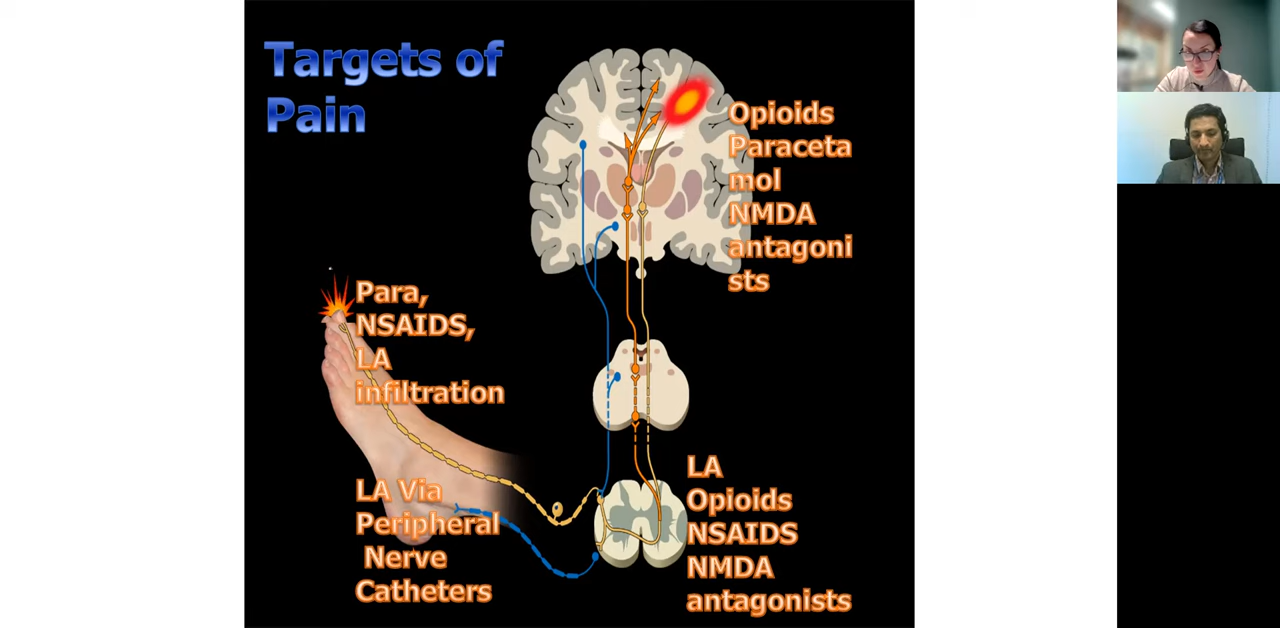 Targets of
Pain
Opioids
Paraceta
mol
NMDA
antagoni
sts
Para,
NSAIDS,
LA
infiltration
LA Via
Peripheral
Nerve
Catheters
LA
Opioids
NSAIDS
NMDA
antagonists